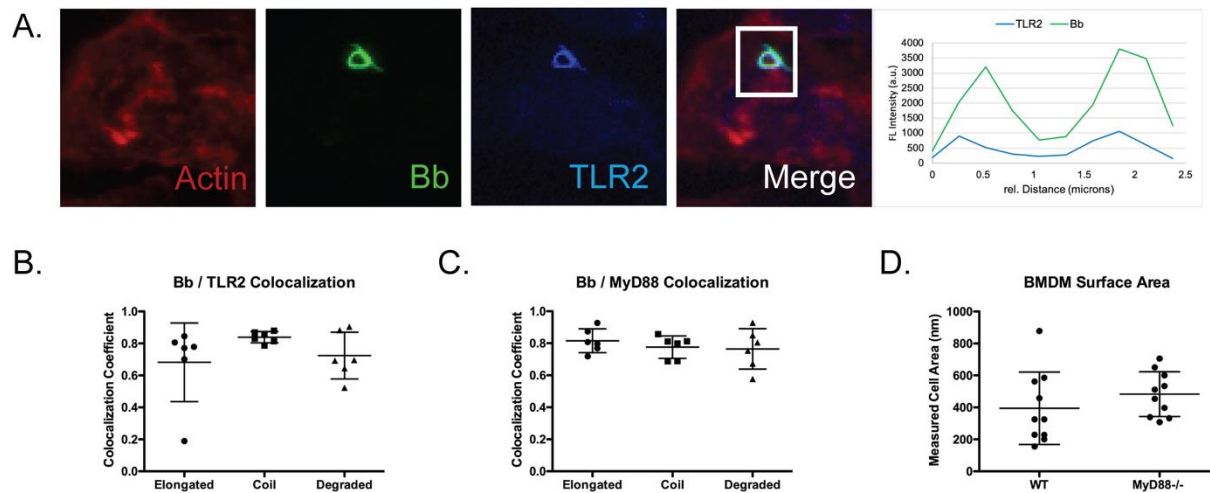 A.
Actin
Bb
TLR2
Merge
TLR2 Bb
FL Intensity (a.u.)
4000
3500
3000
2500
2000
1500
1000
500
0
0 0.5 1 1.5 2 2.5
rel. Distance (microns)
B.
Bb / TLR2 Colocalization
Colocalization Coefficient
1.0
0.8
0.6
0.4
0.2
0.0
Elongated Coil Degraded
C.
Bb / MyD88 Colocalization
Colocalization Coefficient
1.0
0.8
0.6
0.4
0.2
0.0
Elongated Coil Degraded
D.
BMDM Surface Area
Measured Cell Area (nm)
1000
800
600
400
200
0
WT MyD88-/-